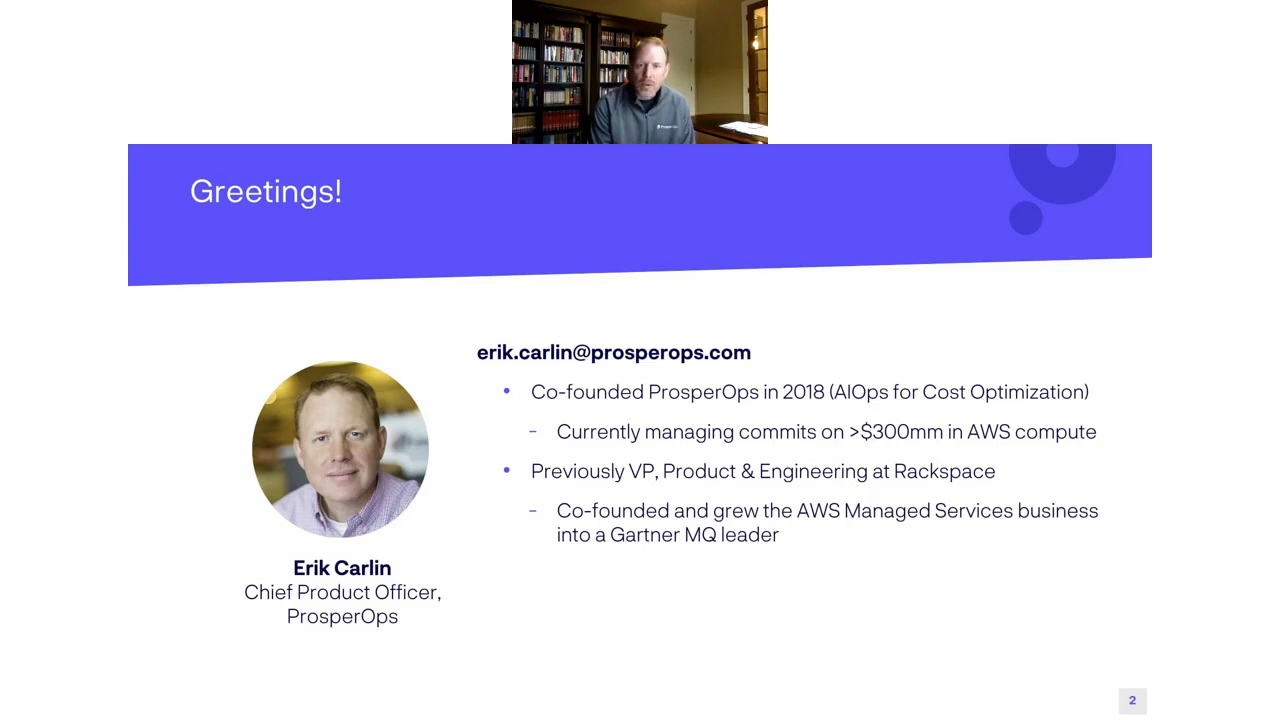 Greetings!
erik.carlin@prosperops.com
• Co-founded ProsperOps in 2018 (AIOps for Cost Optimization)
- Currently managing commits on >$300mm in AWS compute
• Previously VP, Product & Engineering at Rackspace
- Co-founded and grew the AWS Managed Services business
into a Gartner MQ leader
Erik Carlin
Chief Product Officer,
ProsperOps
2